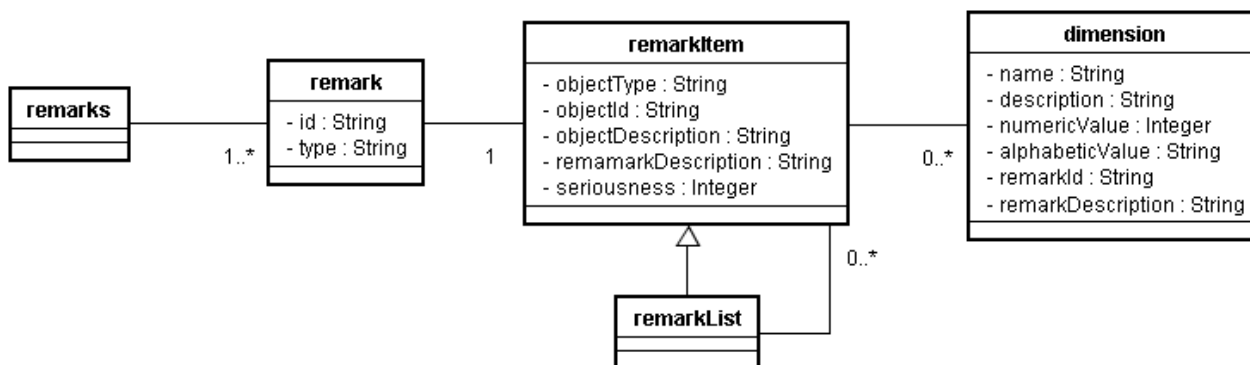 remarks
1..*
remark
- id : String
- type : String
1
remarkItem
- objectType : String
- objectId : String
- objectDescription : String
- remamarkDescription : String
- seriousness : Integer
0..*
dimension
- name : String
- description : String
- numericValue : Integer
- alphabeticValue : String
- remarkId : String
- remarkDescription : String
0..*
remarkList